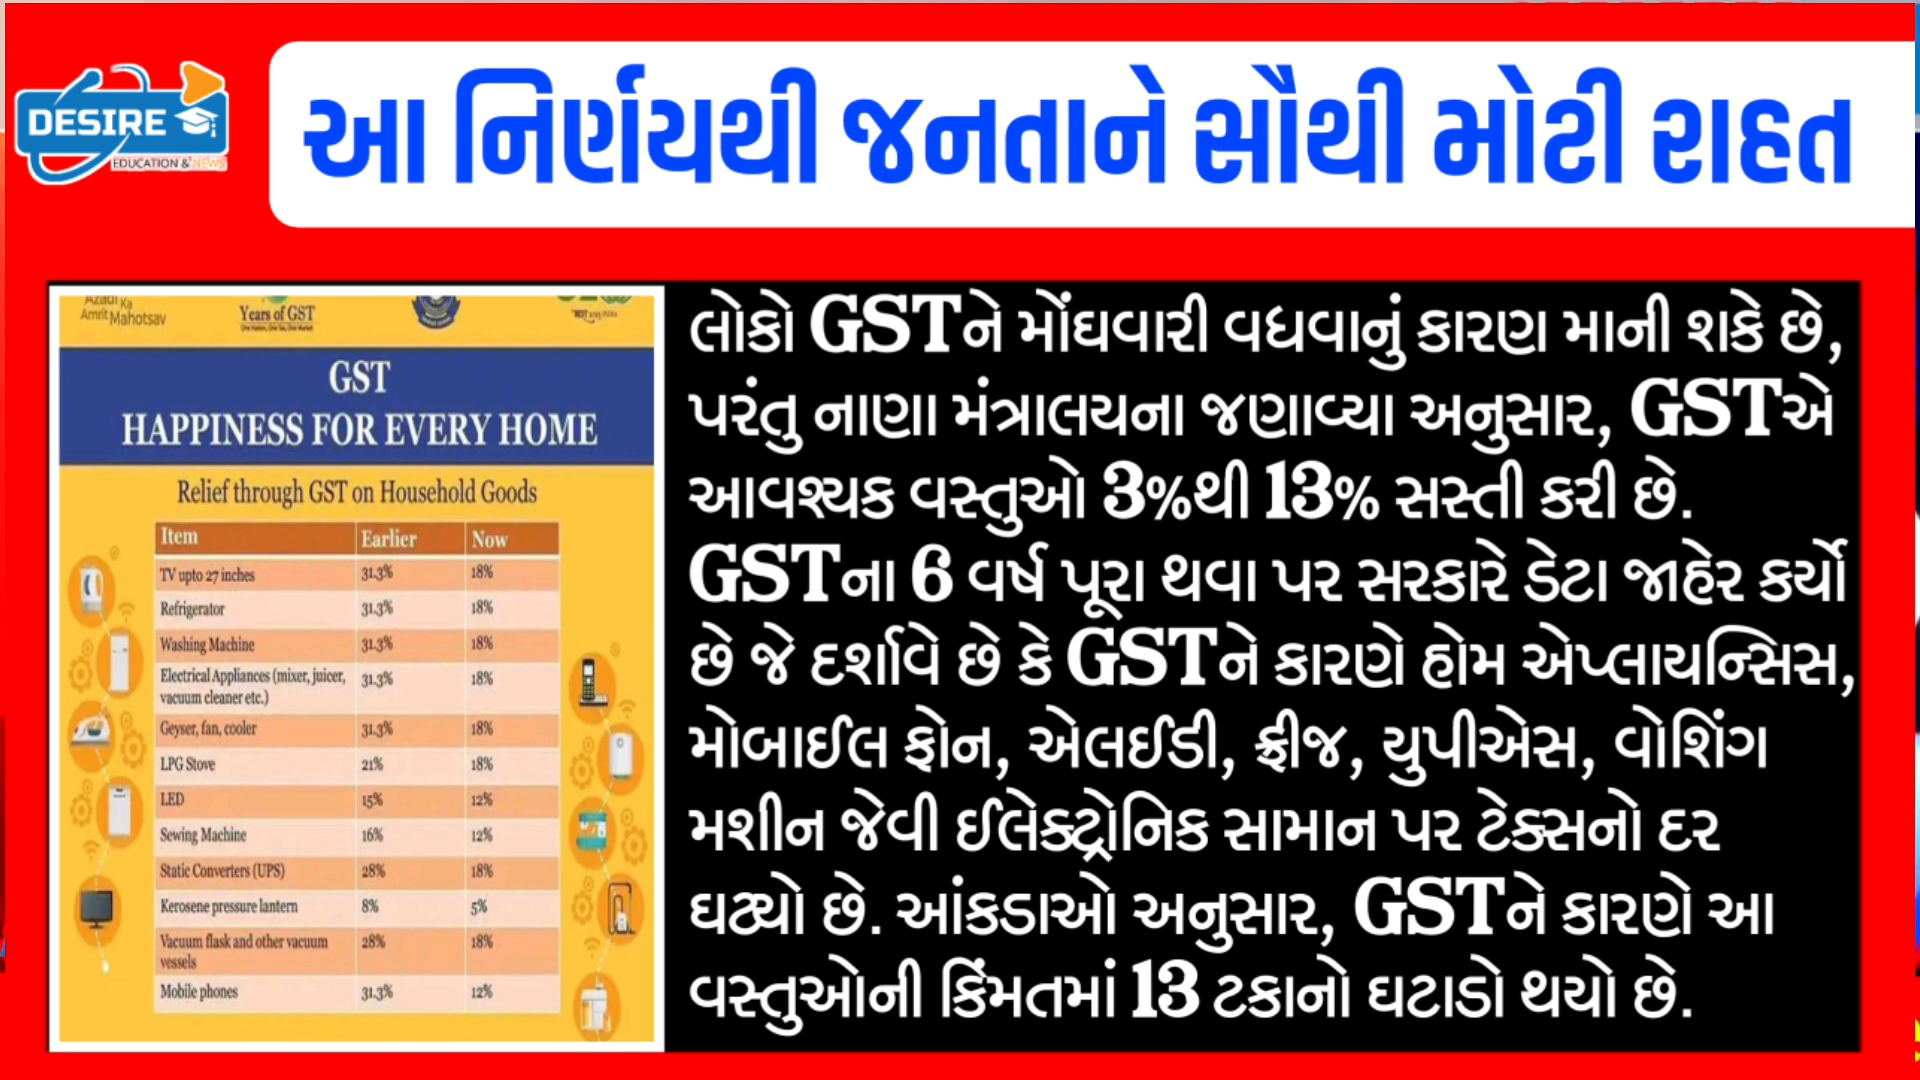 DESIRE
EDUCATION & NEWS
આ નિર્ણયથી જનતાને સૌથી મોટી રાહત
Azadi Ka
Amrit Mahotsav
Years of GST
GST
HAPPINESS FOR EVERY HOME
Relief through GST on Household Goods
Item Earlier Now
TV upto 27 inches 31.3% 18%
Refrigerator 31.3% 18%
Washing Machine 31.3% 18%
Electrical Appliances (mixer, juicer, vacuum cleaner etc.) 31.3% 18%
Geyser, fan, cooler 31.3% 18%
LPG Stove 21% 18%
LED 15% 12%
Sewing Machine 16% 12%
Static Converters (UPS) 28% 18%
Kerosene pressure lantern 8% 5%
Vacuum flask and other vacuum vessels 28% 18%
Mobile phones 31.3% 12%
લોકો GSTને મોંઘવારી વધવાનું કારણ માની શકે છે,
પરંતુ નાણા મંત્રાલયના જણાવ્યા અનુસાર, GSTએ
આવશ્યક વસ્તુઓ 3%થી 13% સસ્તી કરી છે.
GSTના 6 વર્ષ પૂરા થવા પર સરકારે ડેટા જાહેર કર્યો
છે જે દર્શાવે છે કે GSTને કારણે હોમ એપ્લાયન્સિસ,
મોબાઈલ ફોન, એલઈડી, ફ્રીજ, યુપીએસ, વોશિંગ
મશીન જેવી ઈલેક્ટ્રોનિક સામાન પર ટેક્સનો દર
ઘટ્યો છે. આંકડાઓ અનુસાર, GSTને કારણે આ
વસ્તુઓની કિંમતમાં 13 ટકાનો ઘટાડો થયો છે.